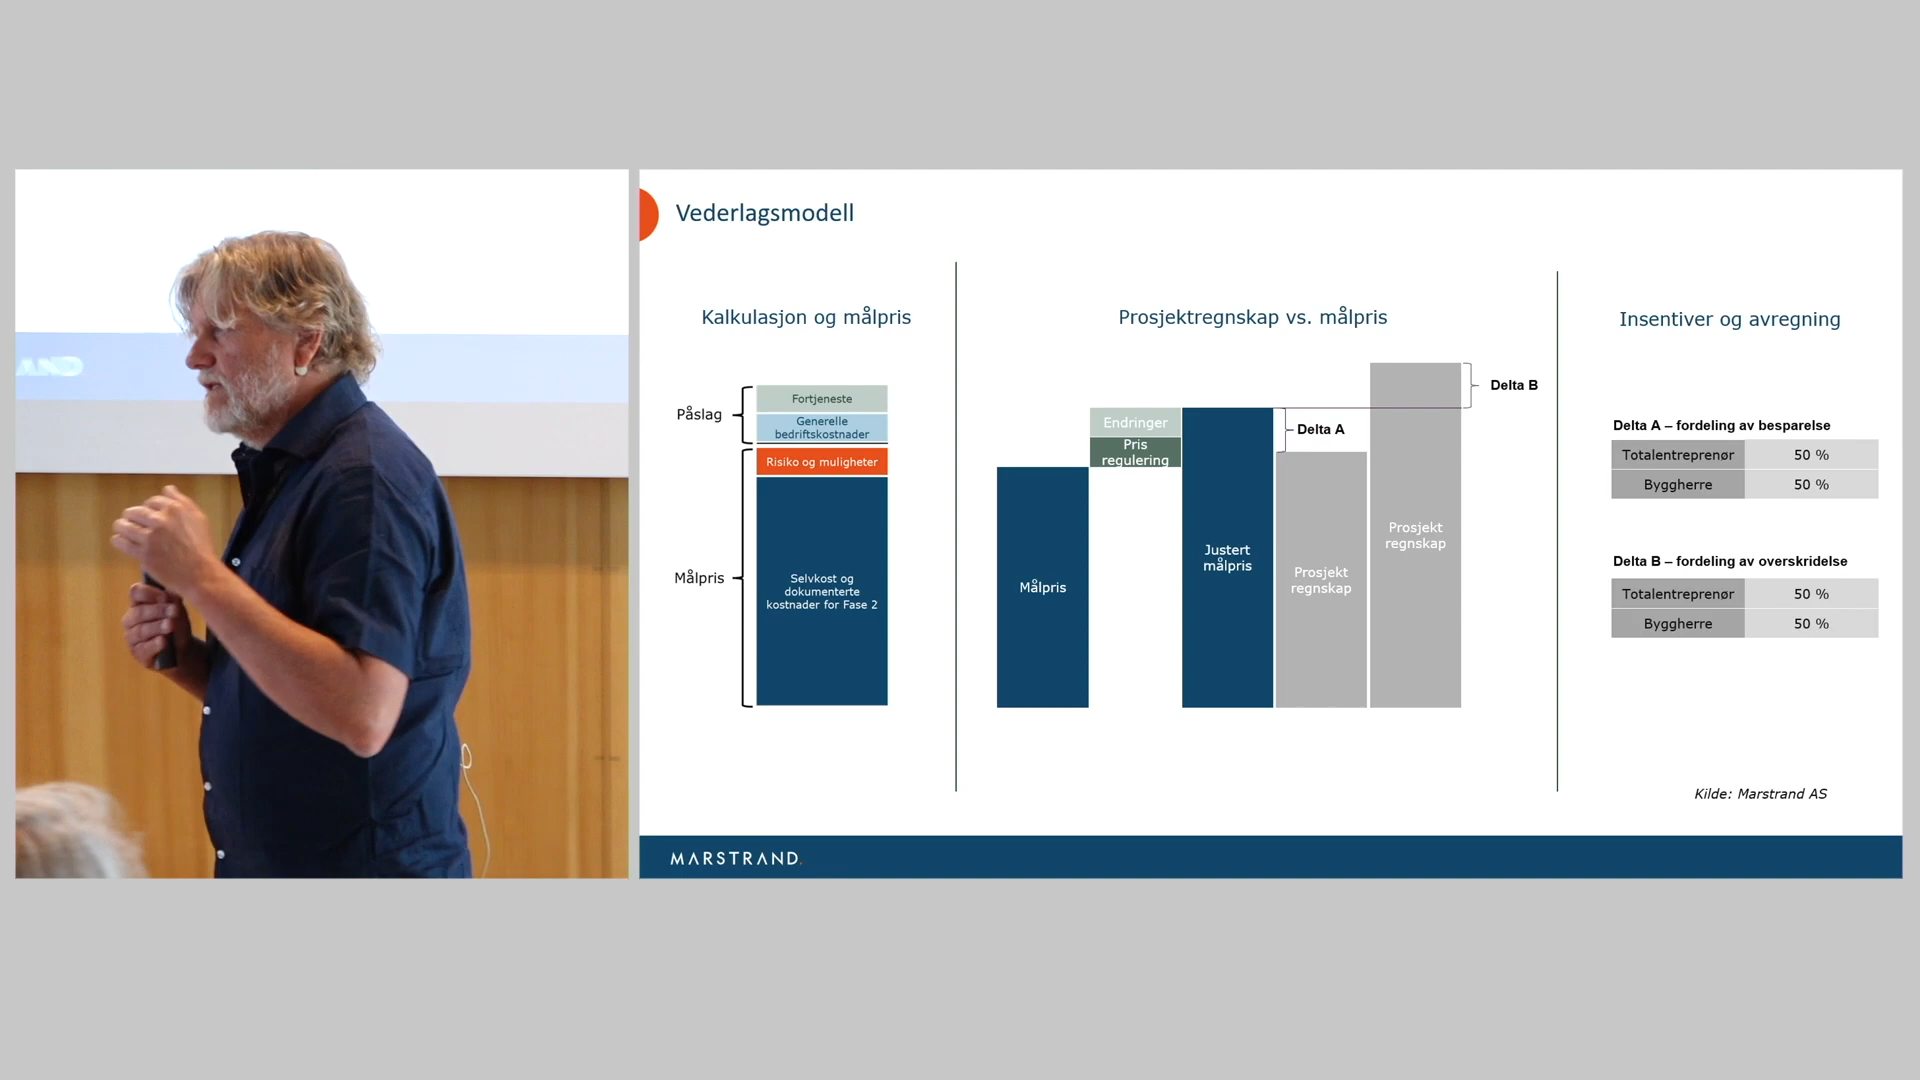 AND
Vederlagsmodell
Kalkulasjon og målpris
Påslag
Fortjeneste
Generelle
bedriftskostnader
Risiko og muligheter
Målpris
Selvkost og
dokumenterte
kostnader for Fase 2
Prosjektregnskap vs. målpris
Målpris
Endringer
Pris
regulering
Justert
målpris
Delta A
Prosjekt
regnskap
Prosjekt
regnskap
Delta B
Insentiver og avregning
Delta A – fordeling av besparelse
Totalentreprenør 50 %
Byggherre 50 %
Delta B – fordeling av overskridelse
Totalentreprenør 50 %
Byggherre 50 %
Kilde: Marstrand AS
MARSTRAND.